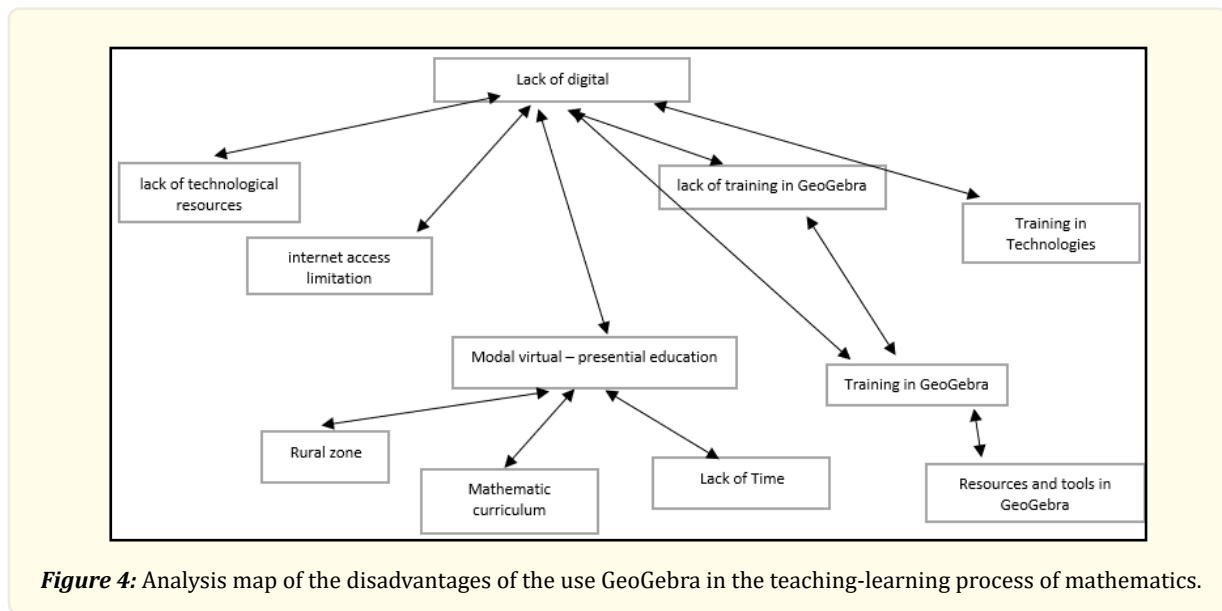 Lack of digital
lack of technological
resources
internet access
limitation
lack of training in GeoGebra
Training in
Technologies
Modal virtual – presential education
Training in GeoGebra
Rural zone
Mathematic
curriculum
Lack of Time
Resources and tools in
GeoGebra
Figure 4: Analysis map of the disadvantages of the use GeoGebra in the teaching-learning process of mathematics.